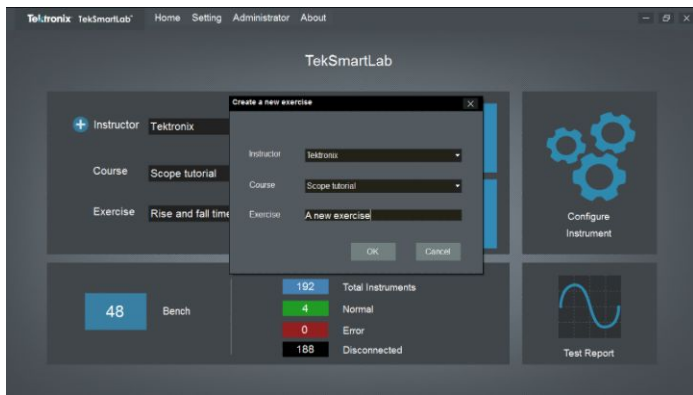 Tektronix TekSmartLab™ Home Setting Administrator About
TekSmartLab
Create a new exercise
Instructor Tektronix
Instructor Tektronix
Course Scope tutorial
Course Scope tutorial
Exercise Rise and fall time
Exercise A new exercise
OK Cancel
Configure
Instrument
48 Bench
192 Total Instruments
4 Normal
0 Error
188 Disconnected
Test Report